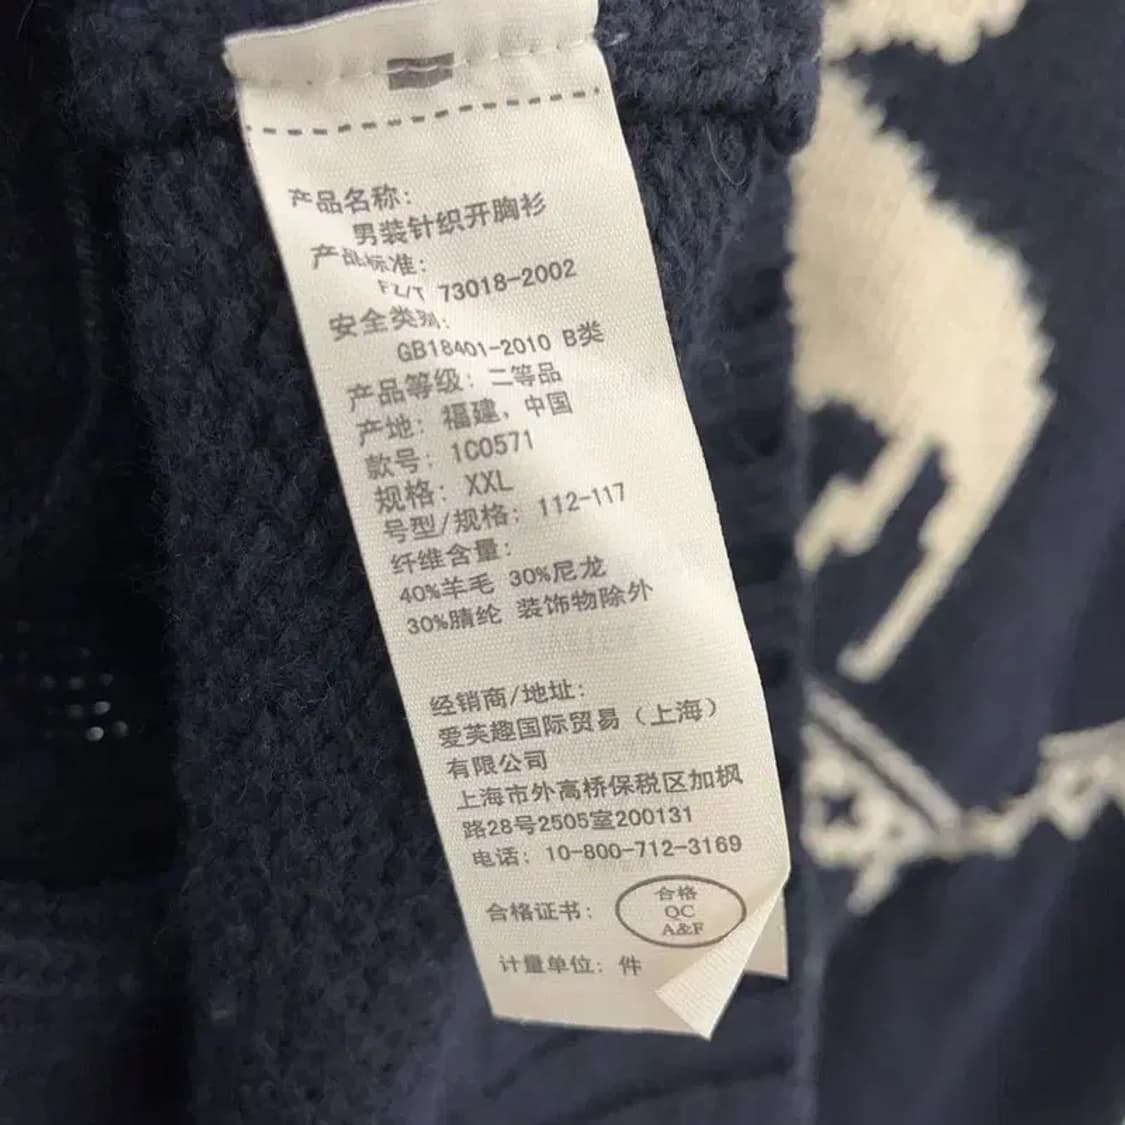 产品名称:
男装针织开胸衫
产品标准:
FZ/T 73018-2002
安全类别:
GB18401-2010 B类
产品等级: 二等品
产地: 福建, 中国
款号: 1C0571
规格: XXL
号型/规格: 112-117
纤维含量:
40%羊毛 30%尼龙
30%腈纶 装饰物除外
经销商/地址:
爱芙趣国际贸易（上海）
有限公司
上海市外高桥保税区加枫
路28号2505室200131
电话: 10-800-712-3169
合格证书:
合格
QC
A&F
计量单位: 件